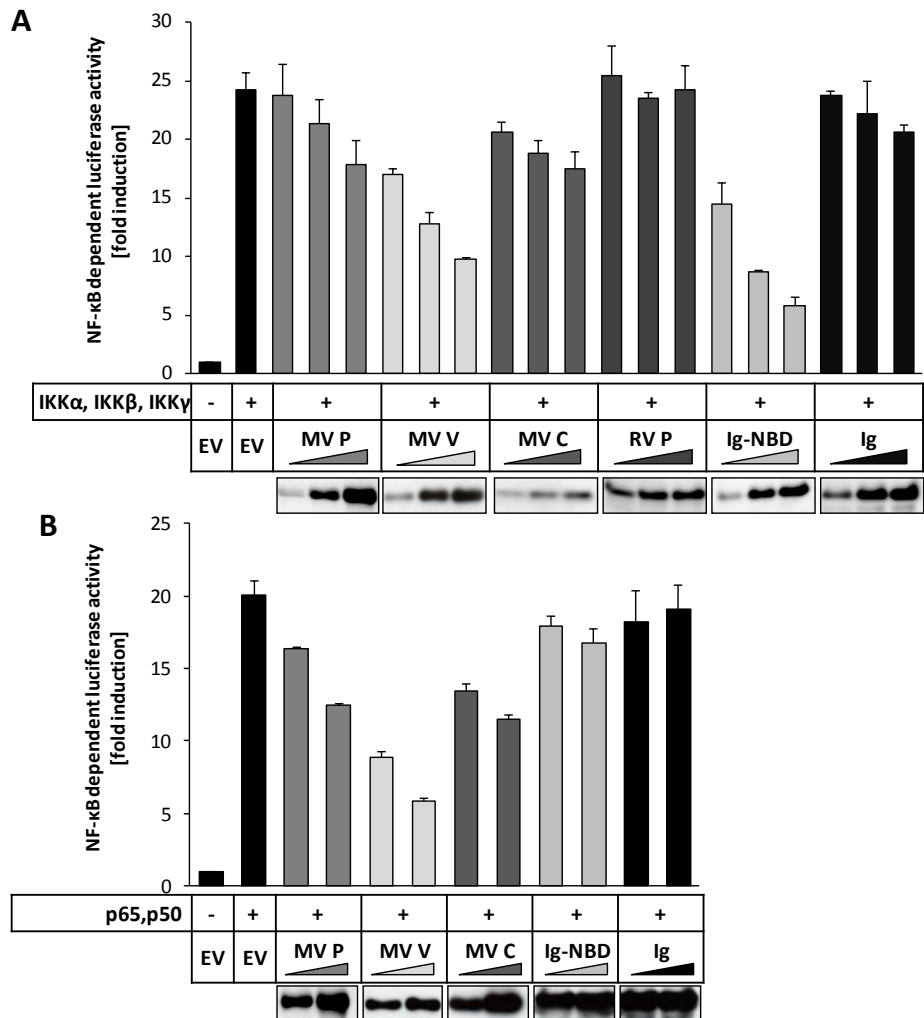 A
NF-κB dependent luciferase activity
[fold induction]
30
25
20
15
10
5
0
IKKα, IKKβ, IKKγ - + + + + + + +
EV EV MV P MV V MV C RV P Ig-NBD Ig
B
NF-κB dependent luciferase activity
[fold induction]
25
20
15
10
5
0
p65,p50 - + + + + + +
EV EV MV P MV V MV C Ig-NBD Ig